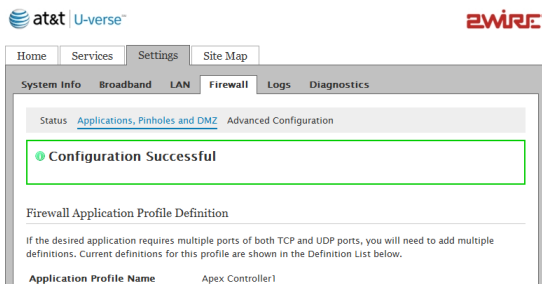 at&t U-verse
2WIRE
Home Services Settings Site Map
System Info Broadband LAN Firewall Logs Diagnostics
Status Applications, Pinholes and DMZ Advanced Configuration
Configuration Successful
Firewall Application Profile Definition
If the desired application requires multiple ports of both TCP and UDP ports, you will need to add multiple
definitions. Current definitions for this profile are shown in the Definition List below.
Application Profile Name Apex Controller1